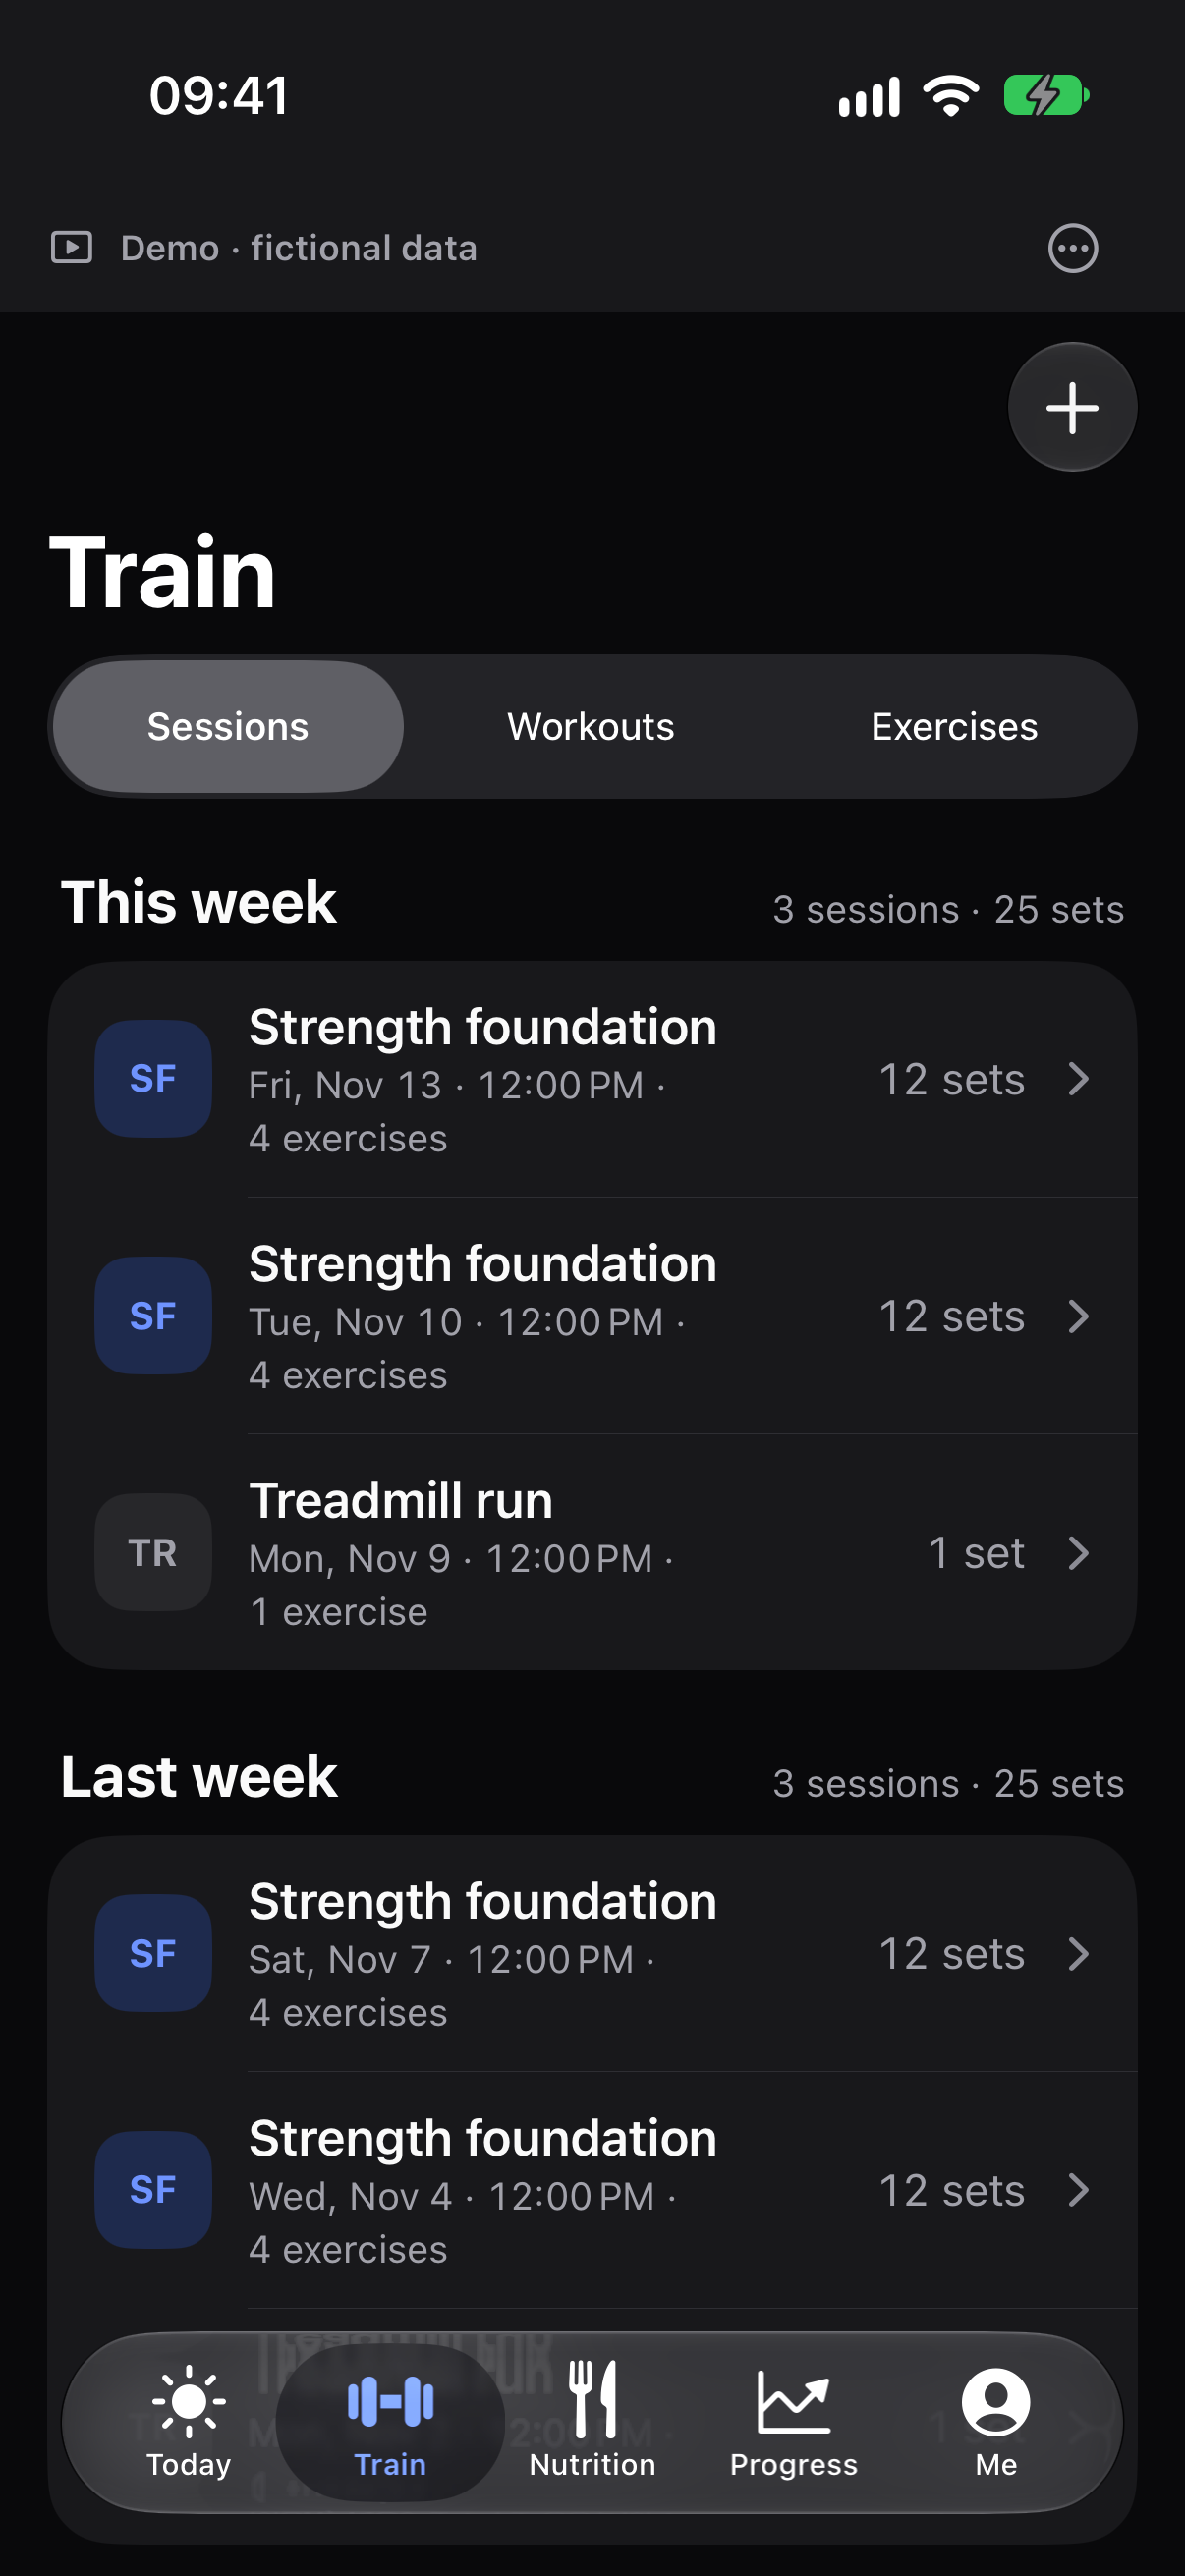 09:41
Demo · fictional data
Train
Sessions
Workouts
Exercises
This week
3 sessions · 25 sets
SF
Strength foundation
Fri, Nov 13 · 12:00 PM ·
4 exercises
12 sets
SF
Strength foundation
Tue, Nov 10 · 12:00 PM ·
4 exercises
12 sets
TR
Treadmill run
Mon, Nov 9 · 12:00 PM ·
1 exercise
1 set
Last week
3 sessions · 25 sets
SF
Strength foundation
Sat, Nov 7 · 12:00 PM ·
4 exercises
12 sets
SF
Strength foundation
Wed, Nov 4 · 12:00 PM ·
4 exercises
12 sets
Today
Train
Nutrition
Progress
Me